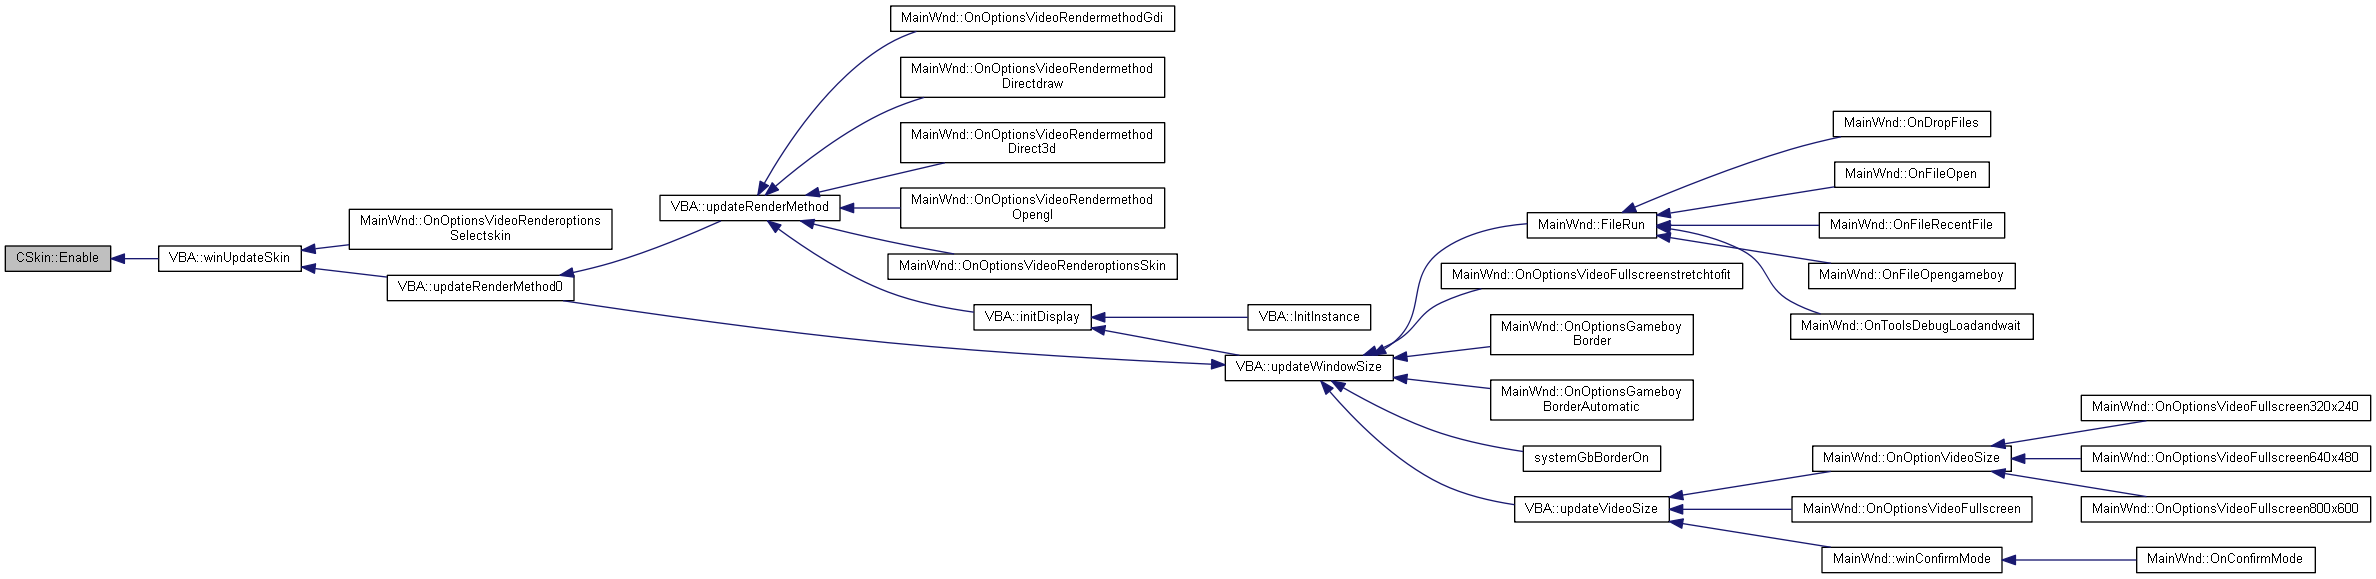 CSkin::Enable
VBA::winUpdateSkin
MainWnd::OnOptionsVideoRenderoptions
Selectskin
VBA::updateRenderMethod0
VBA::updateRenderMethod
MainWnd::OnOptionsVideoRendermethodGdi
MainWnd::OnOptionsVideoRendermethod
Directdraw
MainWnd::OnOptionsVideoRendermethod
Direct3d
MainWnd::OnOptionsVideoRendermethod
Opengl
MainWnd::OnOptionsVideoRenderoptionsSkin
VBA::initDisplay
VBA::InitInstance
VBA::updateWindowSize
MainWnd::FileRun
MainWnd::OnDropFiles
MainWnd::OnFileOpen
MainWnd::OnFileRecentFile
MainWnd::OnFileOpengameboy
MainWnd::OnToolsDebugLoadandwait
MainWnd::OnOptionsVideoFullscreenstretchtofit
MainWnd::OnOptionsGameboy
Border
MainWnd::OnOptionsGameboy
BorderAutomatic
systemGbBorderOn
VBA::updateVideoSize
MainWnd::OnOptionVideoSize
MainWnd::OnOptionsVideoFullscreen320x240
MainWnd::OnOptionsVideoFullscreen640x480
MainWnd::OnOptionsVideoFullscreen800x600
MainWnd::OnOptionsVideoFullscreen
MainWnd::winConfirmMode
MainWnd::OnConfirmMode